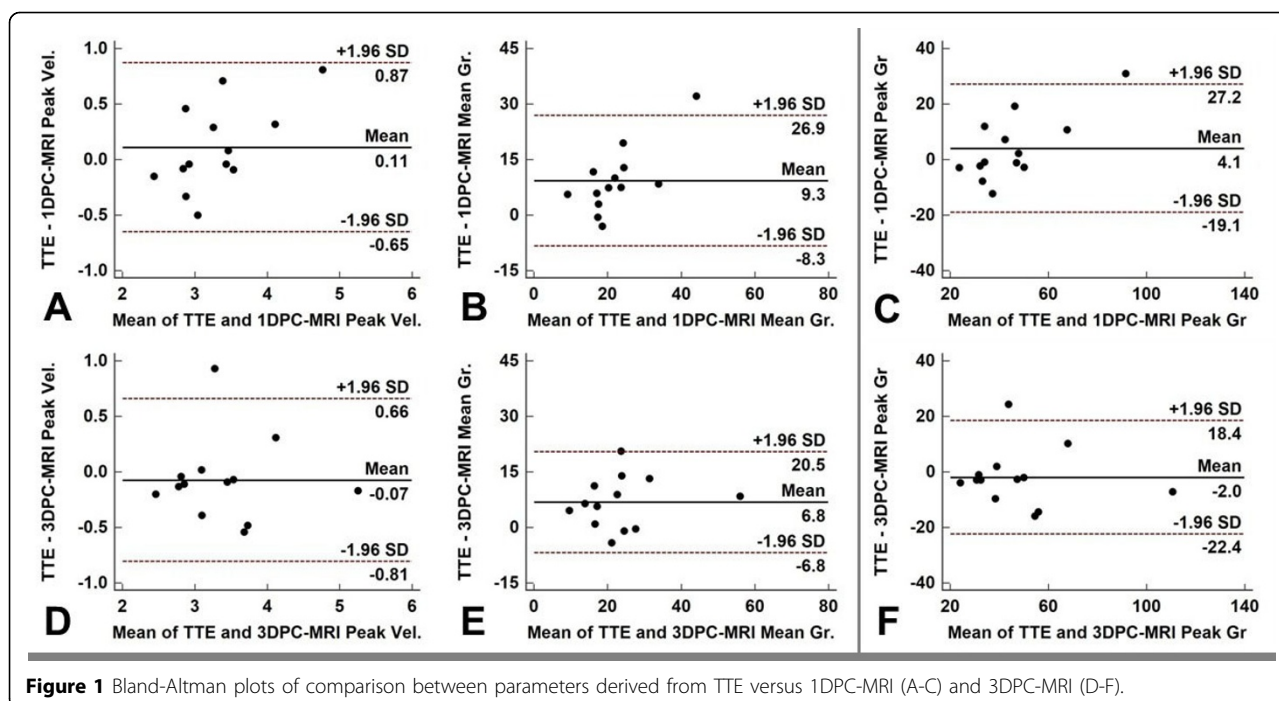 TTE - 1DPC-MRI Peak Vel.
1.0
0.5
0.0
-0.5
-1.0
+1.96 SD
0.87
Mean
0.11
-1.96 SD
-0.65
2 3 4 5 6
A
Mean of TTE and 1DPC-MRI Peak Vel.
TTE - 1DPC-MRI Mean Gr.
45
30
15
0
-15
+1.96 SD
26.9
Mean
9.3
-1.96 SD
-8.3
0 20 40 60 80
B
Mean of TTE and 1DPC-MRI Mean Gr.
TTE - 1DPC-MRI Peak Gr
40
20
0
-20
-40
+1.96 SD
27.2
Mean
4.1
-1.96 SD
-19.1
20 60 100 140
C
Mean of TTE and 1DPC-MRI Peak Gr
TTE - 3DPC-MRI Peak Vel.
1.0
0.5
0.0
-0.5
-1.0
+1.96 SD
0.66
Mean
-0.07
-1.96 SD
-0.81
2 3 4 5 6
D
Mean of TTE and 3DPC-MRI Peak Vel.
TTE - 3DPC-MRI Mean Gr.
45
30
15
0
-15
+1.96 SD
20.5
Mean
6.8
-1.96 SD
-6.8
0 20 40 60 80
E
Mean of TTE and 3DPC-MRI Mean Gr.
TTE - 3DPC-MRI Peak Gr
40
20
0
-20
-40
+1.96 SD
18.4
Mean
-2.0
-1.96 SD
-22.4
20 60 100 140
F
Mean of TTE and 3DPC-MRI Peak Gr
Figure 1 Bland-Altman plots of comparison between parameters derived from TTE versus 1DPC-MRI (A-C) and 3DPC-MRI (D-F).